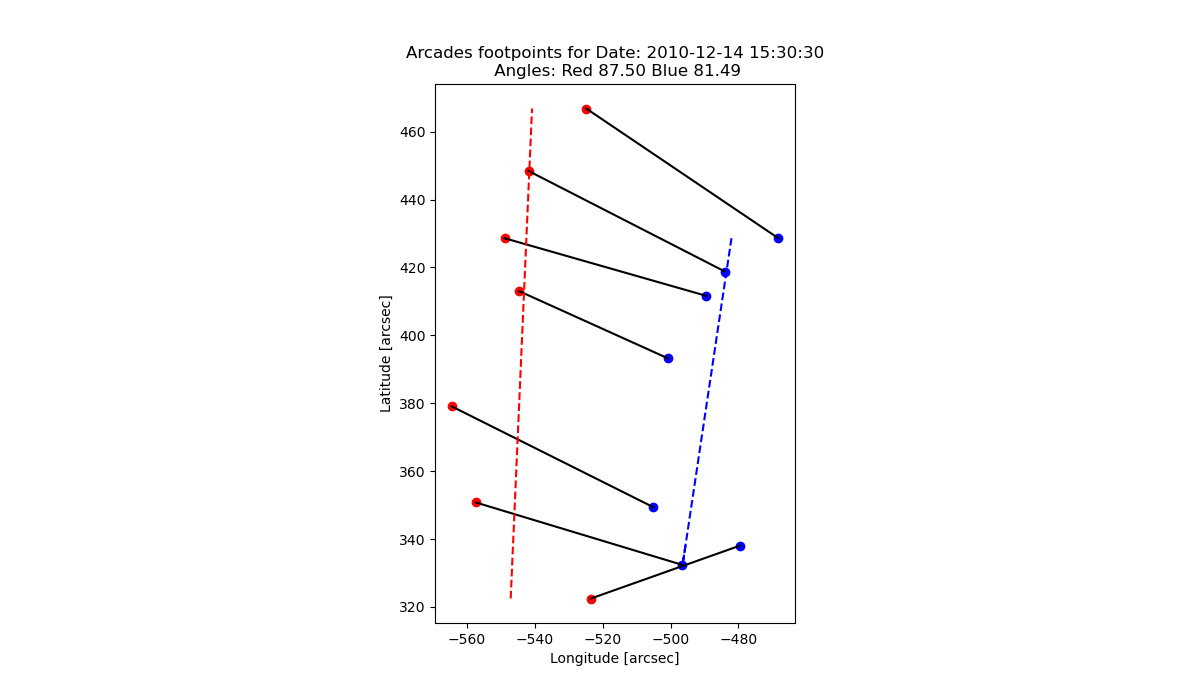 Arcades footpoints for Date: 2010-12-14 15:30:30
Angles: Red 87.50 Blue 81.49
460
440
420
400
380
360
340
320
Latitude [arcsec]
−560 −540 −520 −500 −480
Longitude [arcsec]